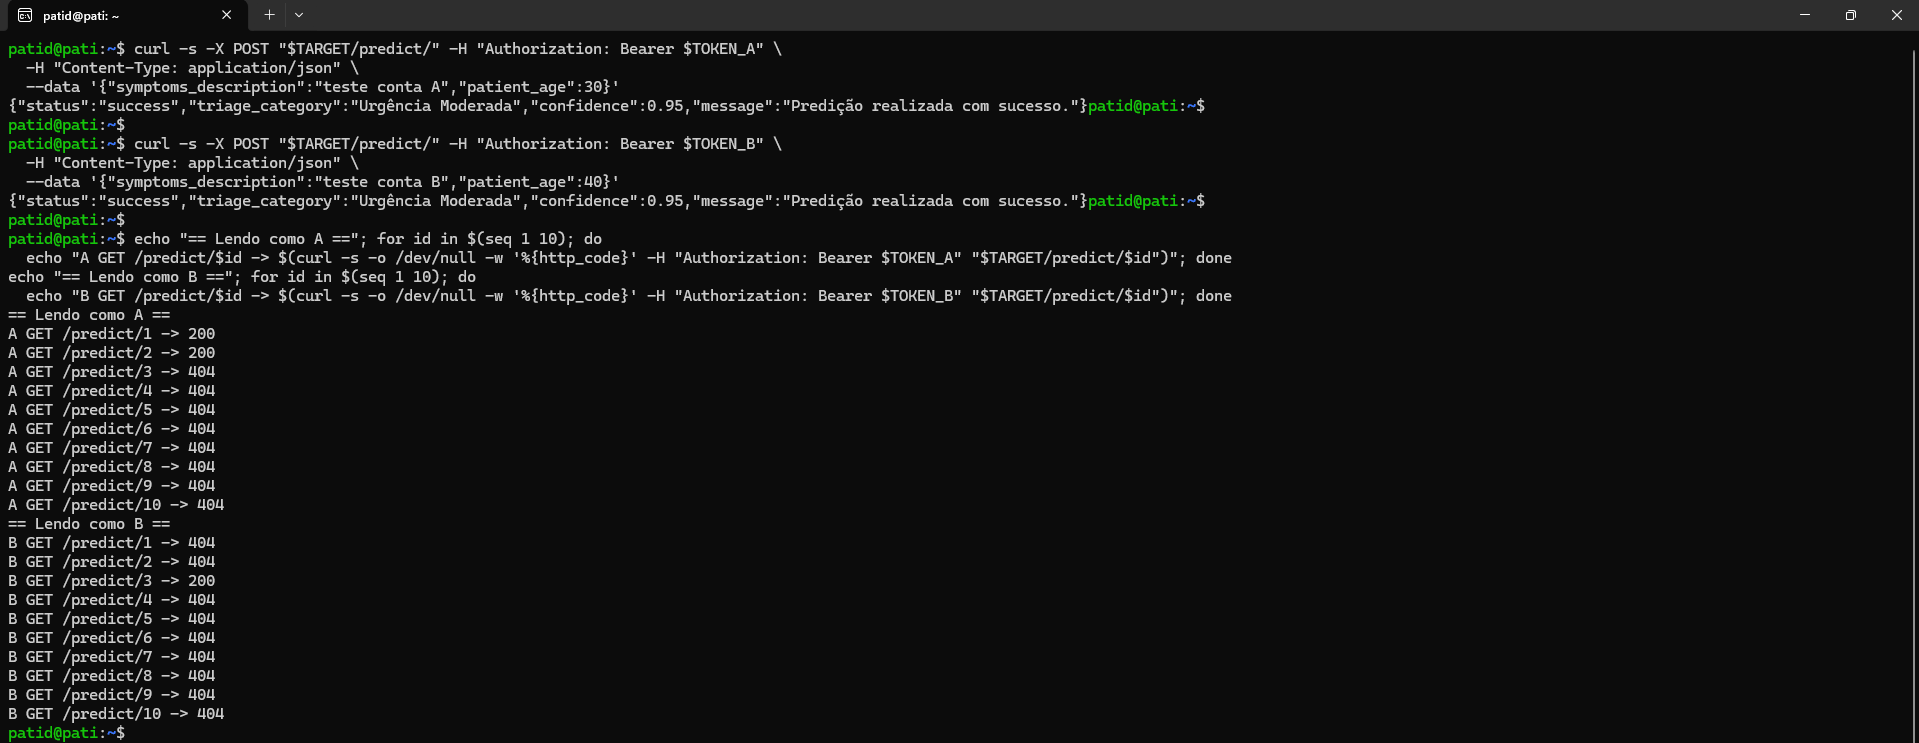 patid@pati: ~
patid@pati:~$ curl -s -X POST "$TARGET/predict/" -H "Authorization: Bearer $TOKEN_A" \
  -H "Content-Type: application/json" \
  --data '{"symptoms_description":"teste conta A","patient_age":30}'
{"status":"success","triage_category":"Urgência Moderada","confidence":0.95,"message":"Predição realizada com sucesso."}patid@pati:~$
patid@pati:~$
patid@pati:~$ curl -s -X POST "$TARGET/predict/" -H "Authorization: Bearer $TOKEN_B" \
  -H "Content-Type: application/json" \
  --data '{"symptoms_description":"teste conta B","patient_age":40}'
{"status":"success","triage_category":"Urgência Moderada","confidence":0.95,"message":"Predição realizada com sucesso."}patid@pati:~$
patid@pati:~$
patid@pati:~$ echo "== Lendo como A =="; for id in $(seq 1 10); do
  echo "A GET /predict/$id -> $(curl -s -o /dev/null -w '%{http_code}' -H "Authorization: Bearer $TOKEN_A" "$TARGET/predict/$id")"; done
echo "== Lendo como B =="; for id in $(seq 1 10); do
  echo "B GET /predict/$id -> $(curl -s -o /dev/null -w '%{http_code}' -H "Authorization: Bearer $TOKEN_B" "$TARGET/predict/$id")"; done
== Lendo como A ==
A GET /predict/1 -> 200
A GET /predict/2 -> 200
A GET /predict/3 -> 404
A GET /predict/4 -> 404
A GET /predict/5 -> 404
A GET /predict/6 -> 404
A GET /predict/7 -> 404
A GET /predict/8 -> 404
A GET /predict/9 -> 404
A GET /predict/10 -> 404
== Lendo como B ==
B GET /predict/1 -> 404
B GET /predict/2 -> 404
B GET /predict/3 -> 200
B GET /predict/4 -> 404
B GET /predict/5 -> 404
B GET /predict/6 -> 404
B GET /predict/7 -> 404
B GET /predict/8 -> 404
B GET /predict/9 -> 404
B GET /predict/10 -> 404
patid@pati:~$